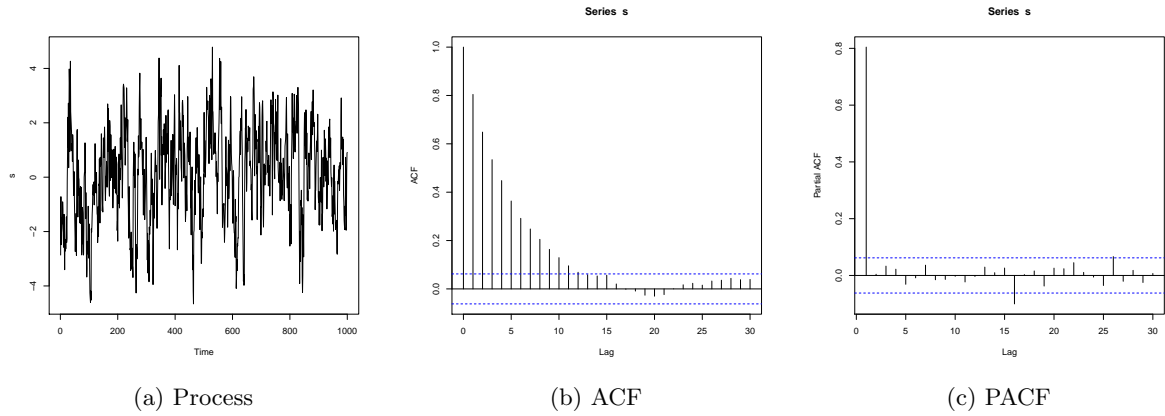 s
4
2
0
−2
−4
0 200 400 600 800 1000
Time
(a) Process
Series s
ACF
1.0
0.8
0.6
0.4
0.2
0.0
0 5 10 15 20 25 30
Lag
(b) ACF
Series s
Partial ACF
0.8
0.6
0.4
0.2
0.0
0 5 10 15 20 25 30
Lag
(c) PACF